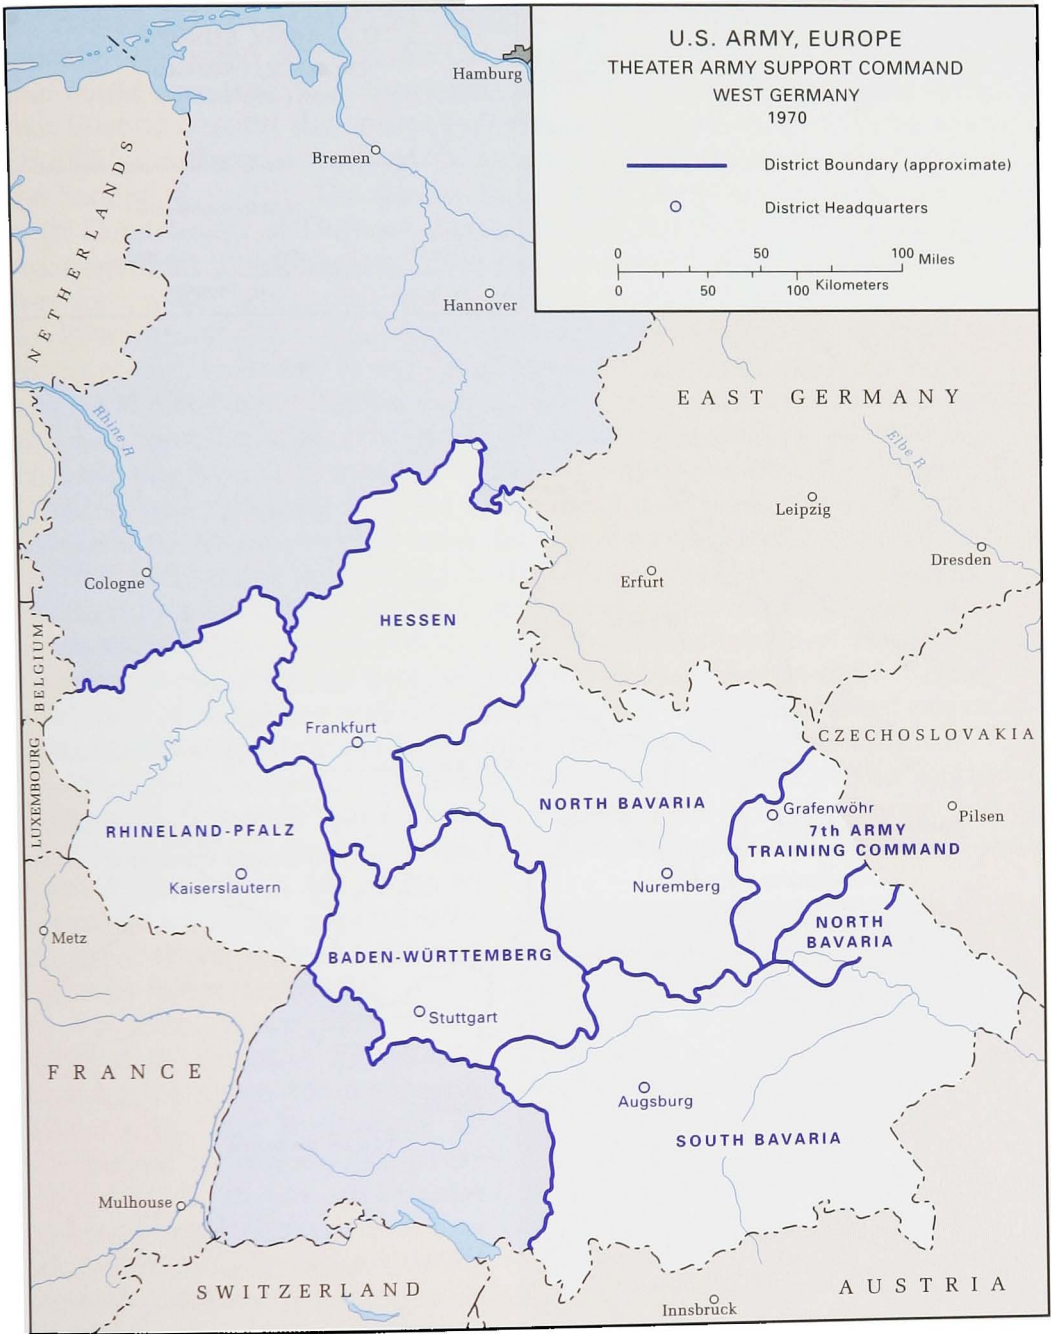 U.S. ARMY, EUROPE
THEATER ARMY SUPPORT COMMAND
WEST GERMANY
1970
District Boundary (approximate)
District Headquarters
0 50 100 Miles
0 50 100 Kilometers
Hamburg
Bremen
NETHERLANDS
Hannover
Rhine R
EAST GERMANY
Elbe R
Leipzig
Dresden
Erfurt
Cologne
HESSEN
BELGIUM
Frankfurt
CZECHOSLOVAKIA
LUXEMBOURG
NORTH BAVARIA
Grafenwöhr
Pilsen
7th ARMY
TRAINING COMMAND
RHINELAND-PFALZ
Kaiserslautern
Nuremberg
NORTH
BAVARIA
Metz
BADEN-WÜRTTEMBERG
Stuttgart
FRANCE
Augsburg
SOUTH BAVARIA
Mulhouse
SWITZERLAND
AUSTRIA
Innsbruck